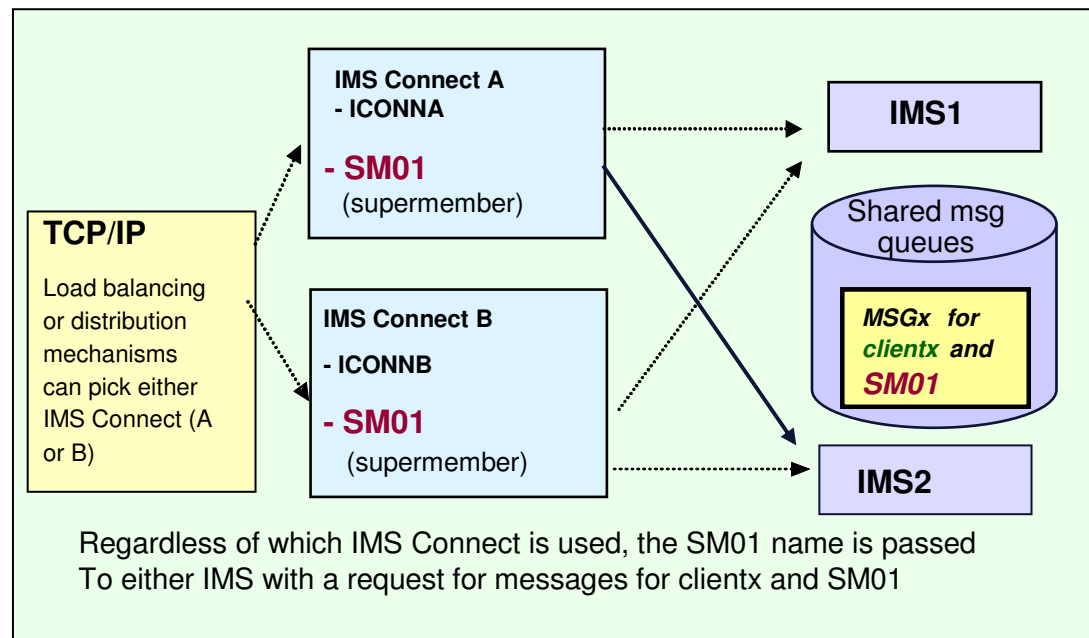 TCP/IP
Load balancing
or distribution
mechanisms
can pick either
IMS Connect (A
or B)
IMS Connect A
- ICONNA
- SM01
(supermember)
IMS Connect B
- ICONNB
- SM01
(supermember)
IMS1
Shared msg
queues
MSGx for
clientx and
SM01
IMS2
Regardless of which IMS Connect is used, the SM01 name is passed
To either IMS with a request for messages for clientx and SM01